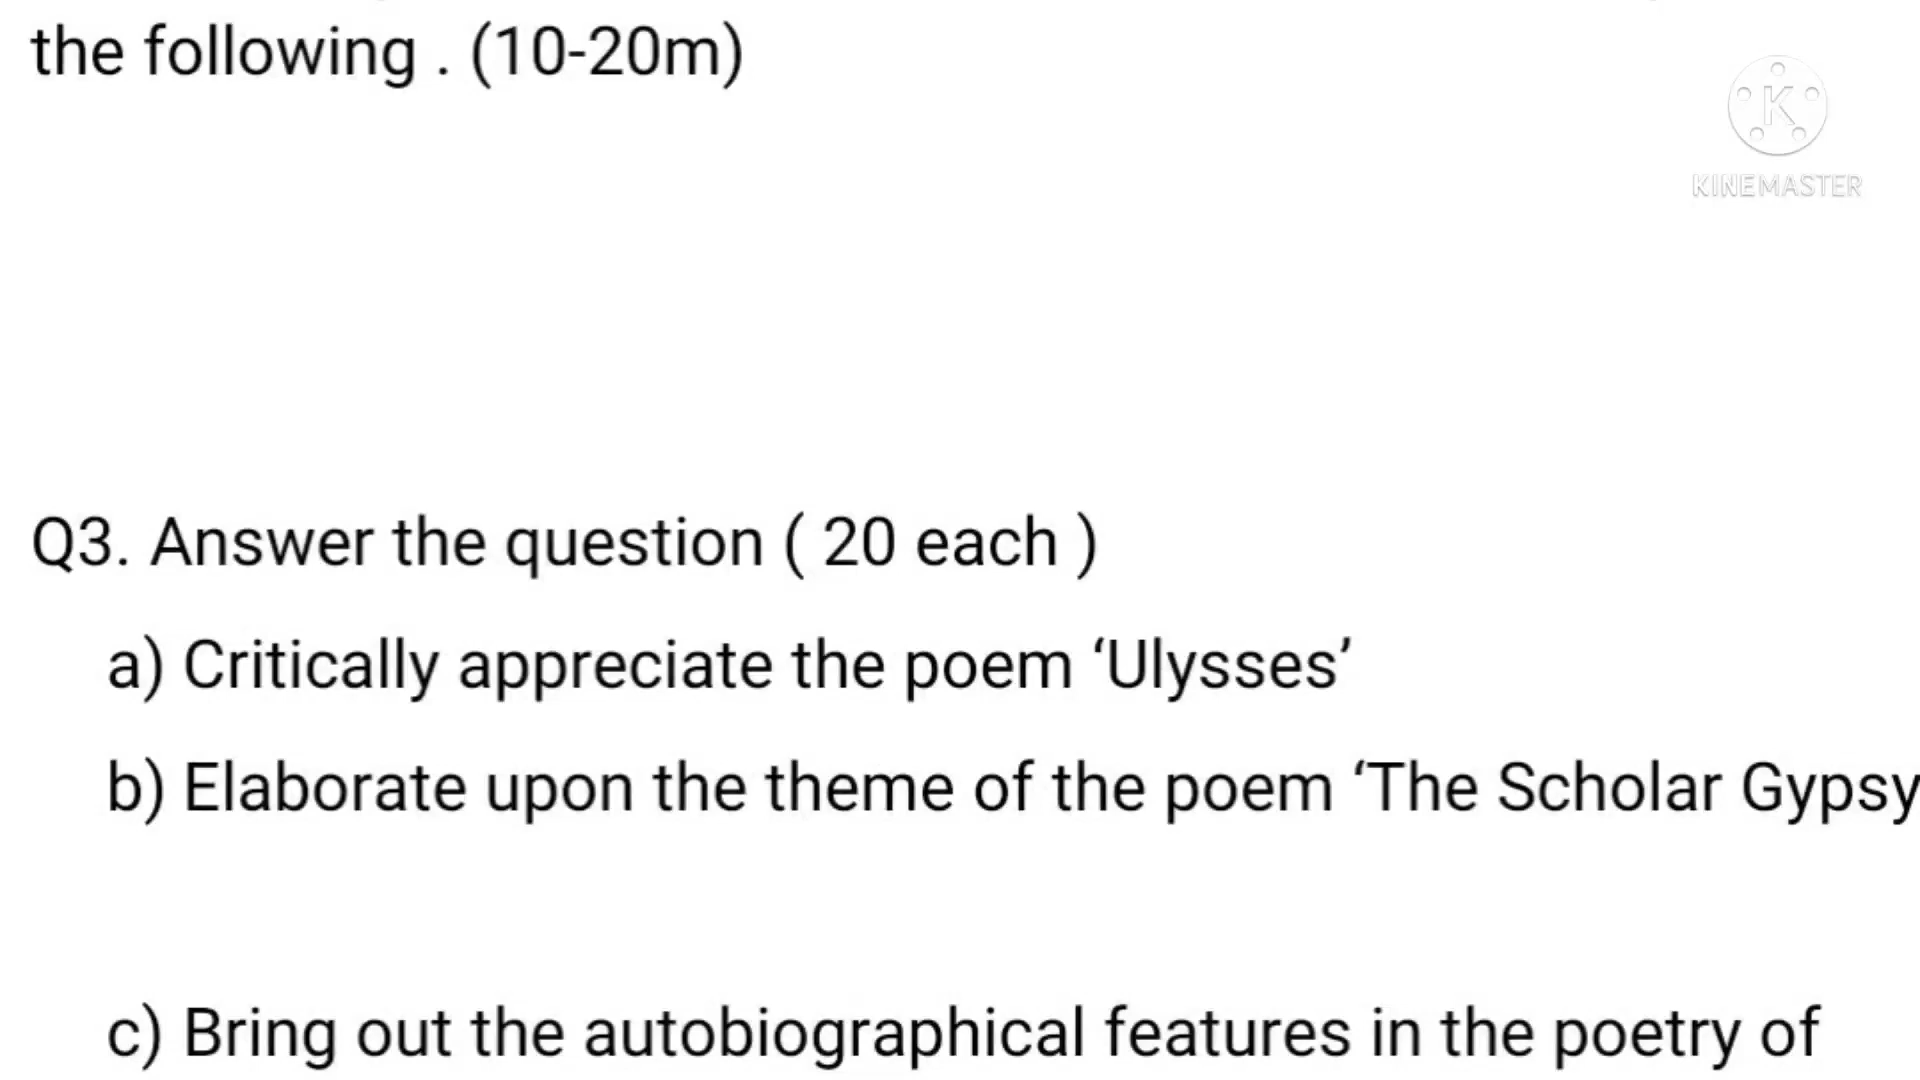 the following . (10-20m)
K
KINEMASTER
Q3. Answer the question ( 20 each )
a) Critically appreciate the poem ‘Ulysses’
b) Elaborate upon the theme of the poem ‘The Scholar Gypsy
c) Bring out the autobiographical features in the poetry of